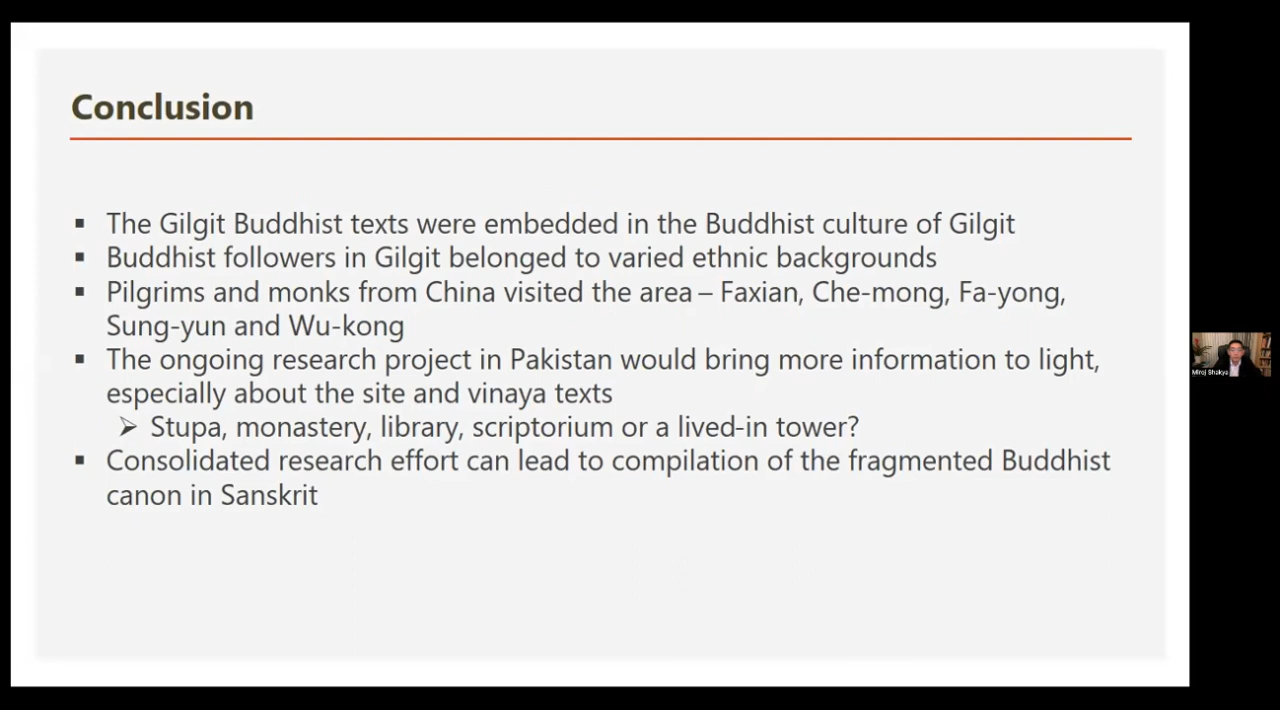 Conclusion
▪ The Gilgit Buddhist texts were embedded in the Buddhist culture of Gilgit
▪ Buddhist followers in Gilgit belonged to varied ethnic backgrounds
▪ Pilgrims and monks from China visited the area – Faxian, Che-mong, Fa-yong,
Sung-yun and Wu-kong
▪ The ongoing research project in Pakistan would bring more information to light,
especially about the site and vinaya texts
➢ Stupa, monastery, library, scriptorium or a lived-in tower?
▪ Consolidated research effort can lead to compilation of the fragmented Buddhist
canon in Sanskrit
Miroj Shakya